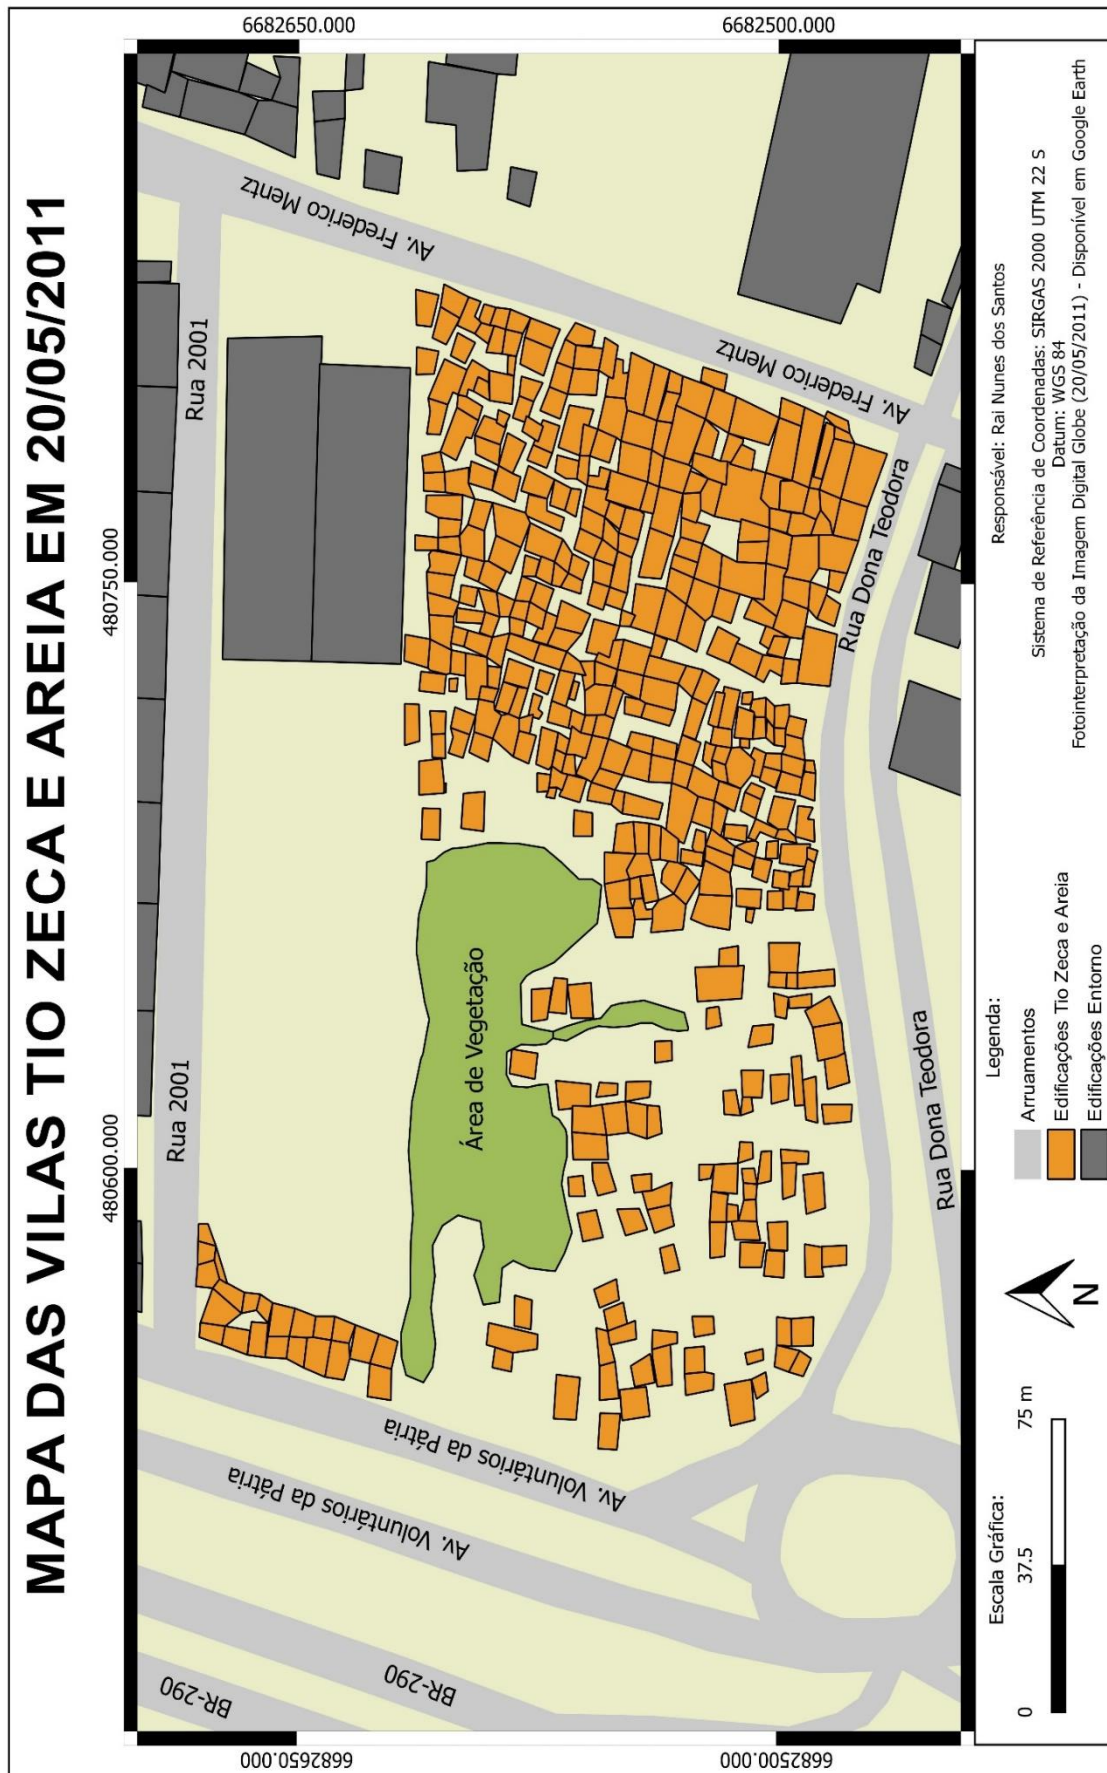 MAPA DAS VILAS TIO ZECA E AREIA EM 20/05/2011
480600.000
480750.000
6682650.000
6682500.000
6682650.000
6682500.000
Rua 2001
Rua 2001
Av. Frederico Mentz
Av. Frederico Mentz
Área de Vegetação
Av. Voluntários da Pátria
Av. Voluntários da Pátria
BR-290
BR-290
Rua Dona Teodora
Rua Dona Teodora
Escala Gráfica:
0 37.5 75 m
N
Legenda:
Arruamentos
Edificações Tio Zeca e Areia
Edificações Entorno
Responsável: Rai Nunes dos Santos
Sistema de Referência de Coordenadas: SIRGAS 2000 UTM 22 S
Datum: WGS 84
Fotointerpretação da Imagem Digital Globe (20/05/2011) - Disponível em Google Earth